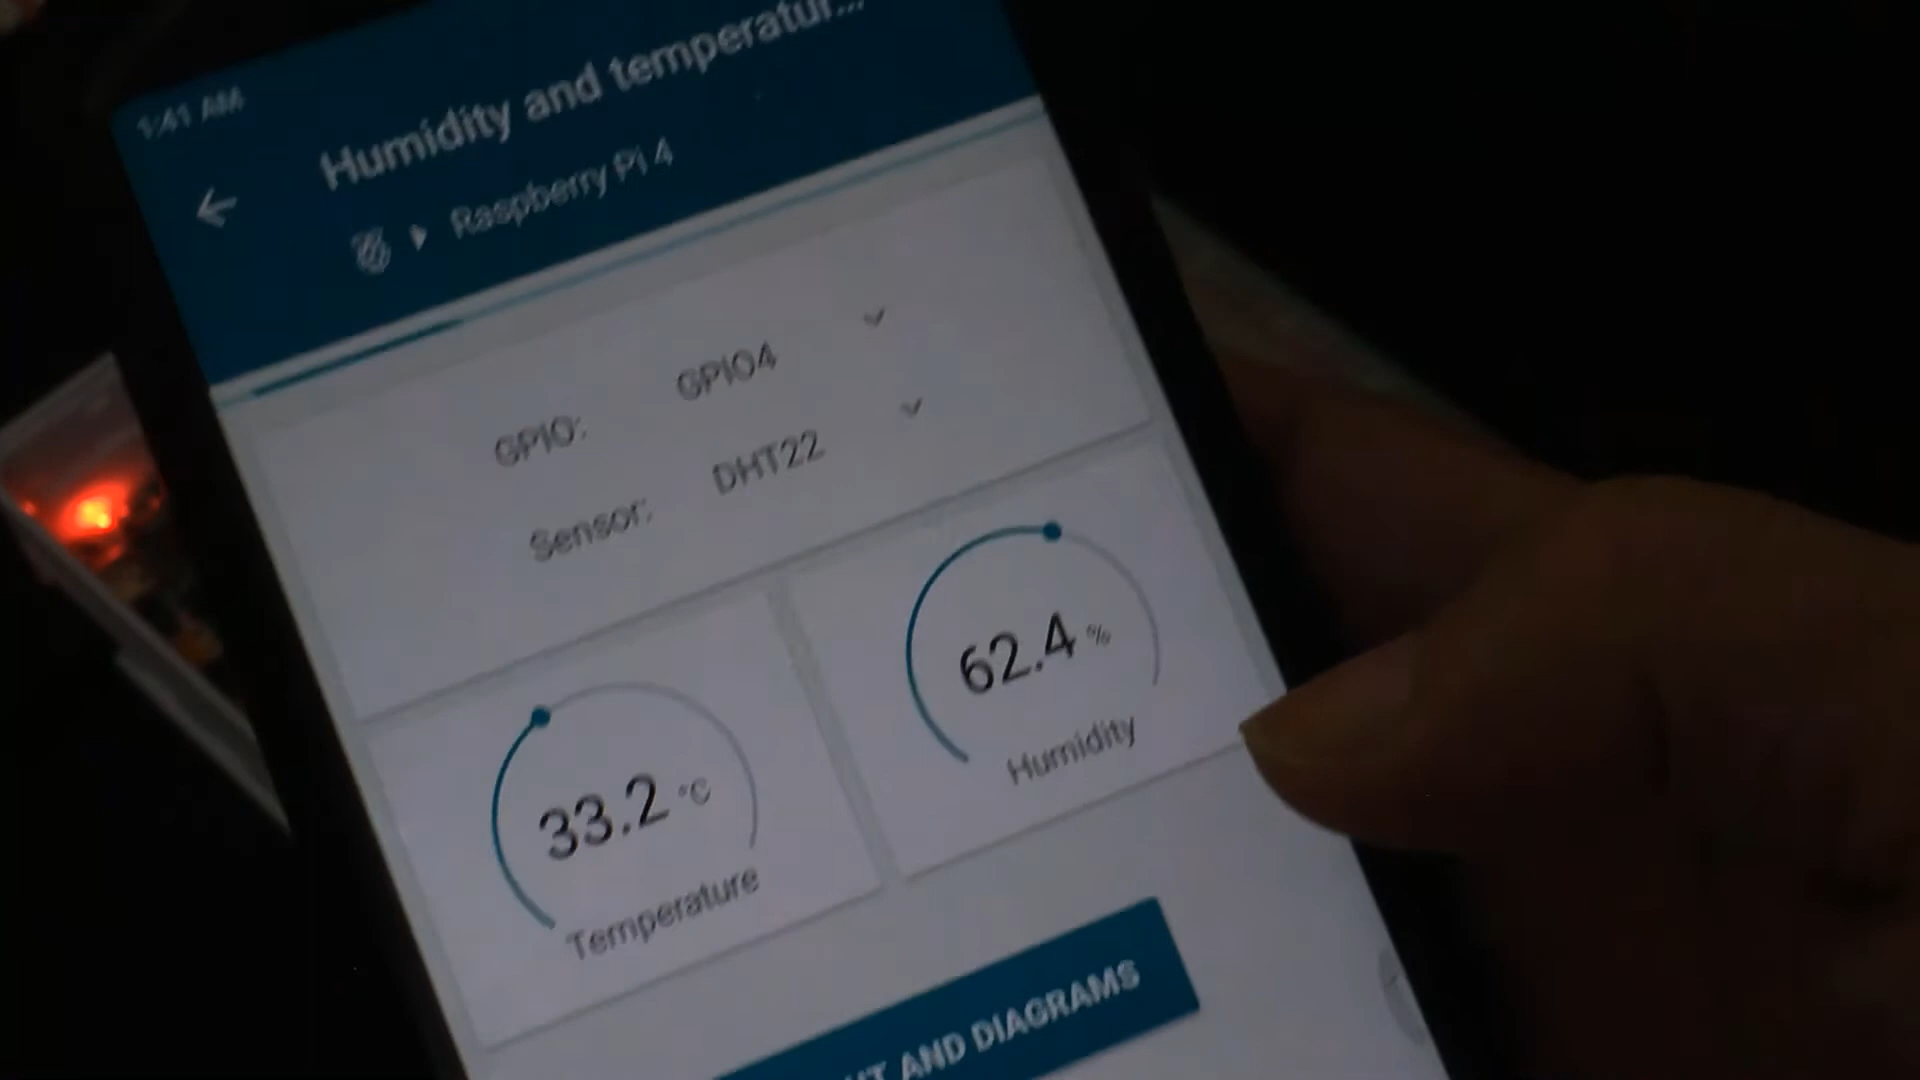 1:41 AM
Humidity and temperatur...
Raspberry Pi 4
GPIO: GPIO4
Sensor: DHT22
33.2 °C
Temperature
62.4 %
Humidity
AND DIAGRAMS